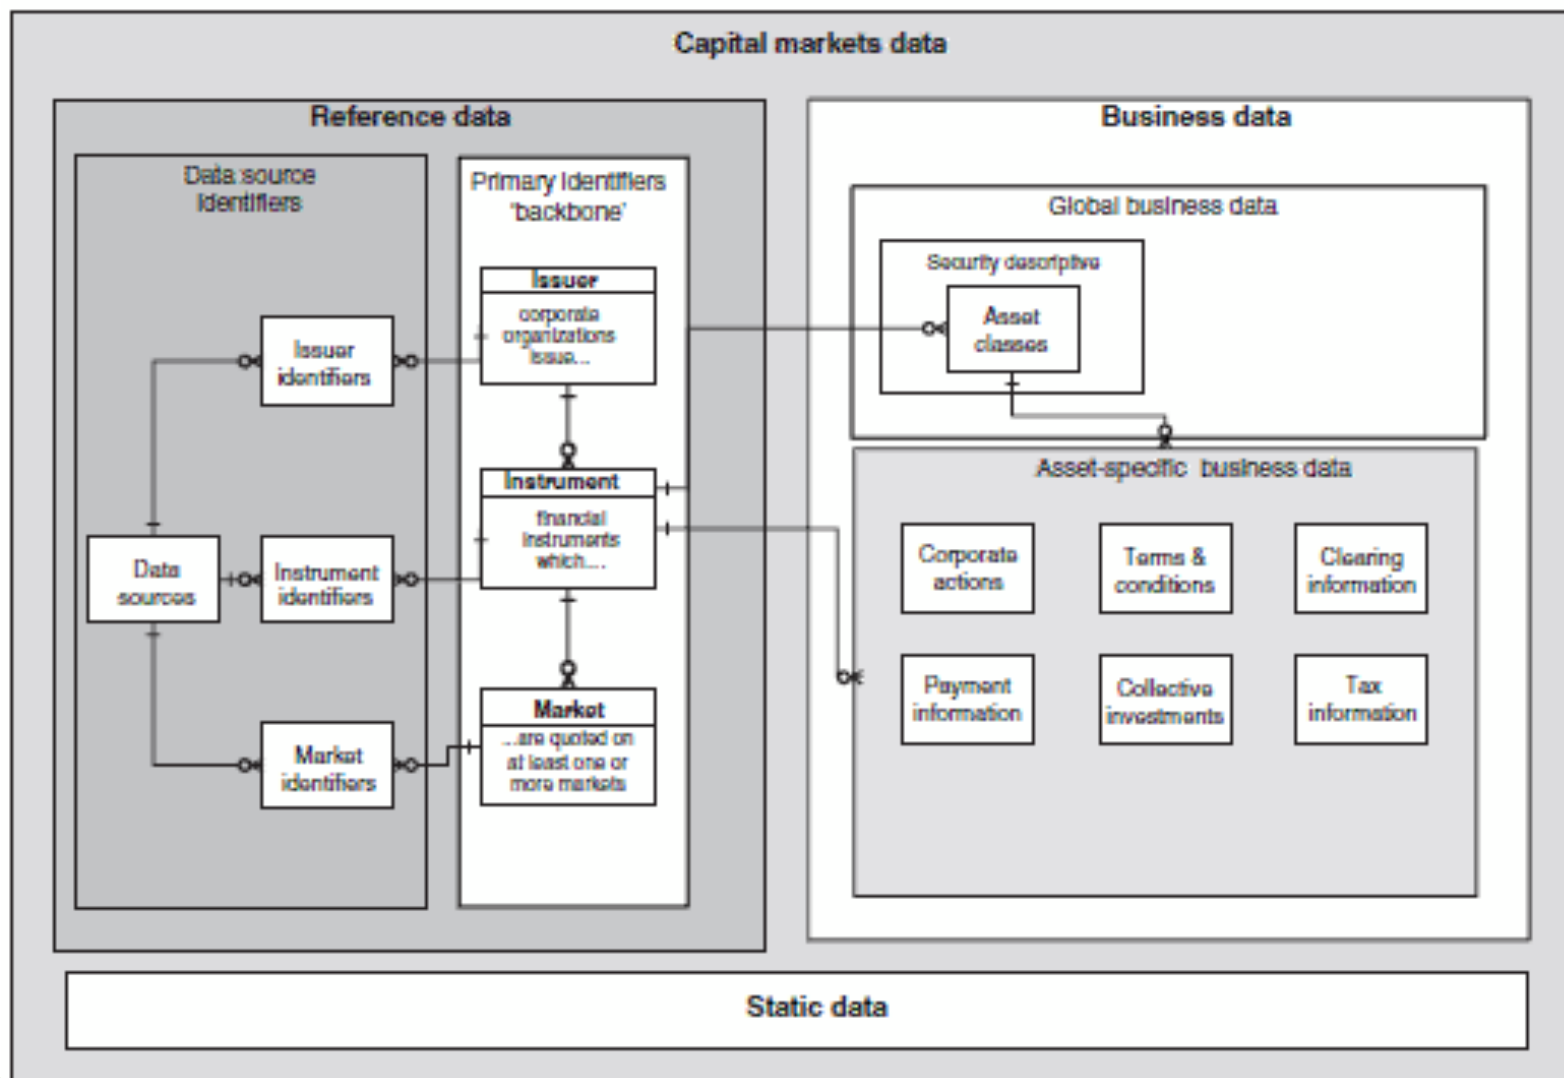 Capital markets data
Reference data
Data source
identifiers
Primary identifiers
'backbone'
Issuer
corporate
organizations
issue...
Issuer
identifiers
Instrument
financial
instruments
which....
Data
sources
Instrument
identifiers
Market
...are quoted on
at least one or
more markets
Market
identifiers
Business data
Global business data
Security descriptive
Asset
classes
Asset-specific business data
Corporate
actions
Terms &
conditions
Clearing
information
Payment
information
Collective
investments
Tax
information
Static data